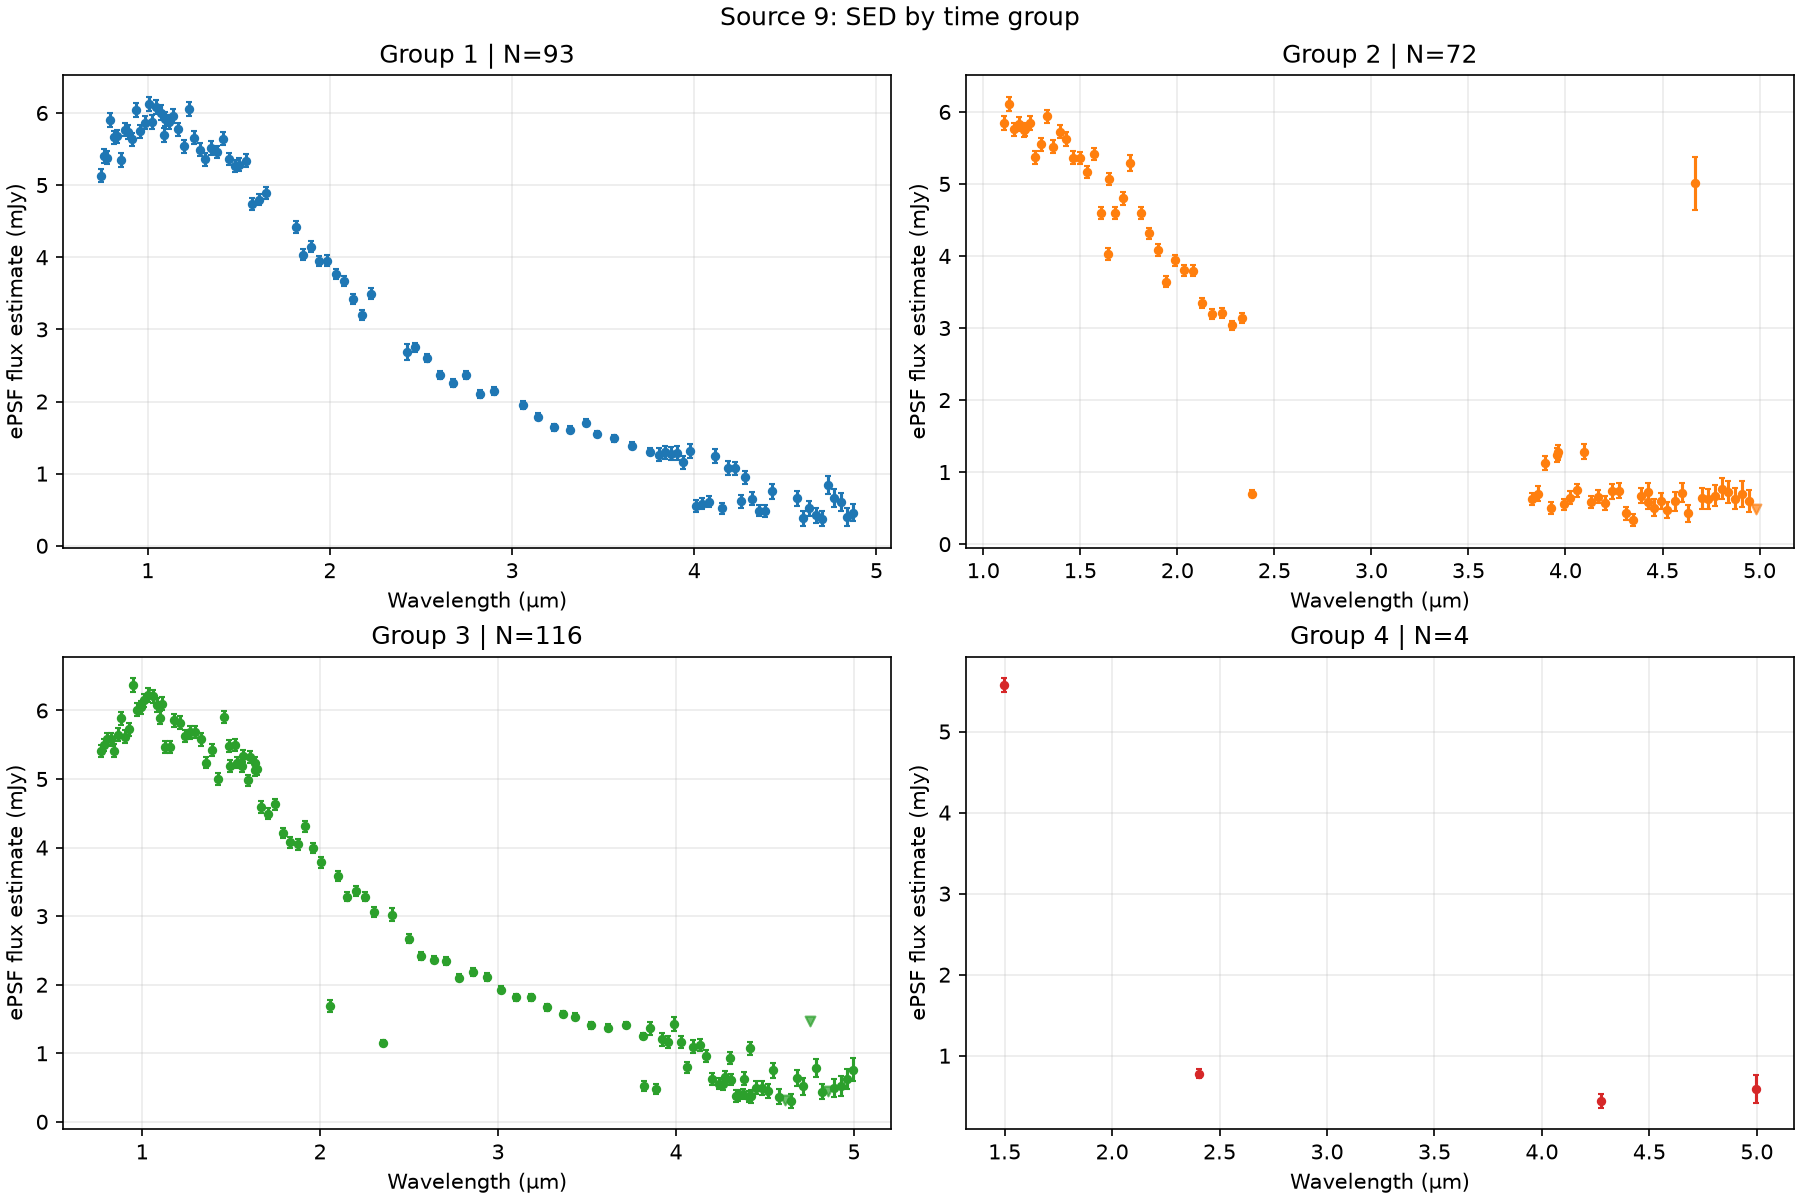 Source 9: SED by time group
Group 1 | N=93
ePSF flux estimate (mJy)
6
5
4
3
2
1
0
1 2 3 4 5
Wavelength (μm)
Group 2 | N=72
ePSF flux estimate (mJy)
6
5
4
3
2
1
0
1.0 1.5 2.0 2.5 3.0 3.5 4.0 4.5 5.0
Wavelength (μm)
Group 3 | N=116
ePSF flux estimate (mJy)
6
5
4
3
2
1
0
1 2 3 4 5
Wavelength (μm)
Group 4 | N=4
ePSF flux estimate (mJy)
5
4
3
2
1
1.5 2.0 2.5 3.0 3.5 4.0 4.5 5.0
Wavelength (μm)